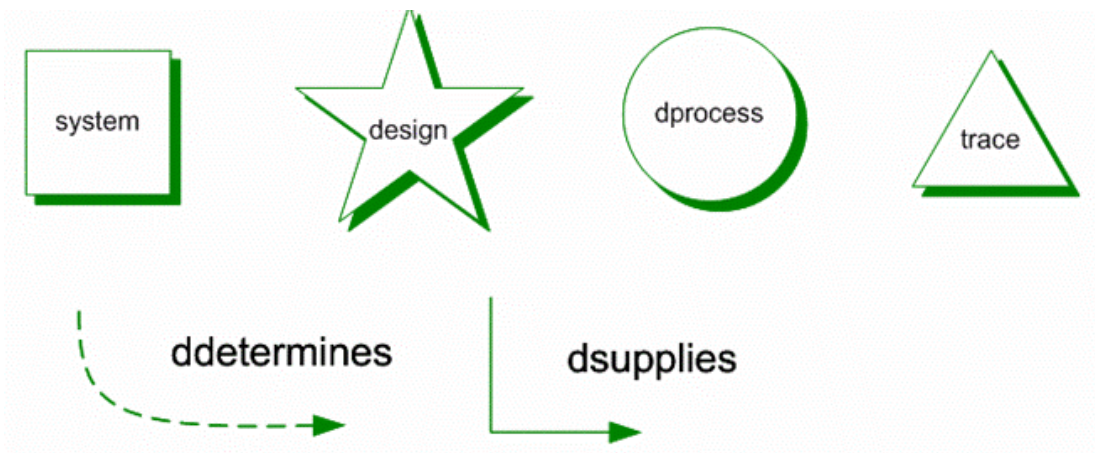 system
design
dprocess
trace
ddetermines
dsupplies